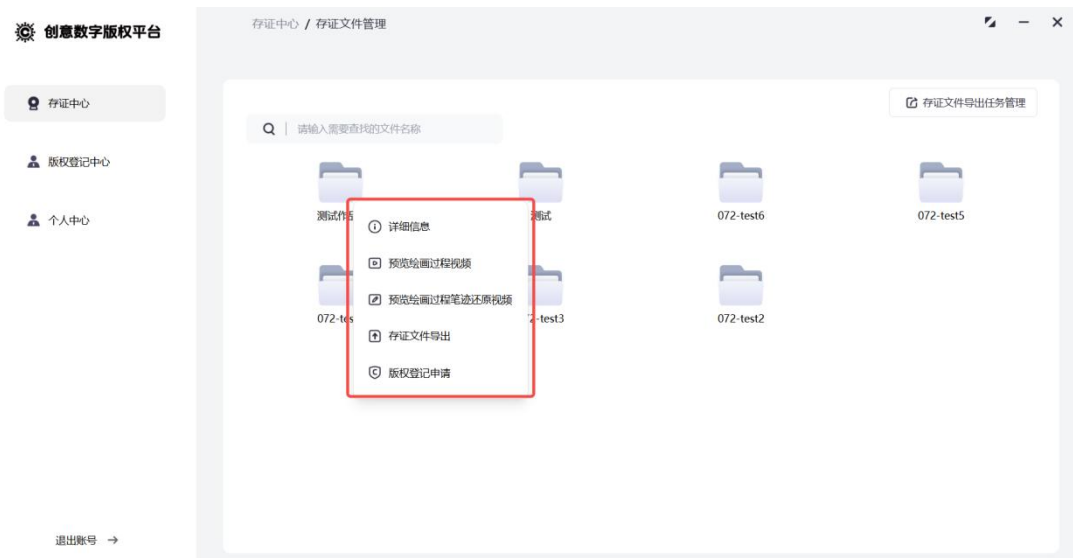 创意数字版权平台
存证中心 / 存证文件管理
存证中心
存证文件导出任务管理
请输入需要查找的文件名称
版权登记中心
测试作
测试
072-test6
072-test5
个人中心
详细信息
预览绘画过程视频
预览绘画过程笔迹还原视频
072-tes
2-test3
072-test2
存证文件导出
版权登记申请
退出账号